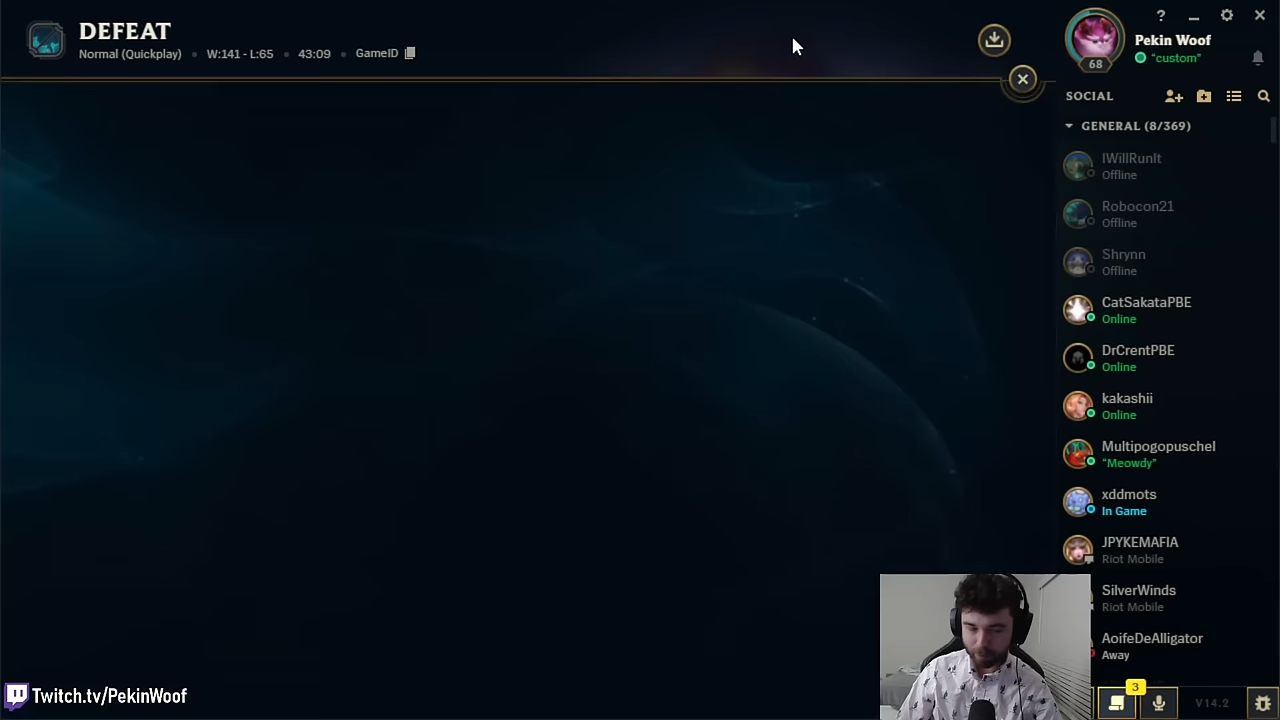 DEFEAT
Normal (Quickplay) W:141 - L:65 43:09 GameID
68
Pekin Woof
"custom"
?
SOCIAL
GENERAL (8/369)
IWillRunIt
Offline
Robocon21
Offline
Shrynn
Offline
CatSakataPBE
Online
DrCrentPBE
Online
kakashii
Online
Multipogopuschel
"Meowdy"
xddmots
In Game
JPYKEMAFIA
Riot Mobile
SilverWinds
Riot Mobile
AoifeDeAlligator
Away
3
V14.2
Twitch.tv/PekinWoof